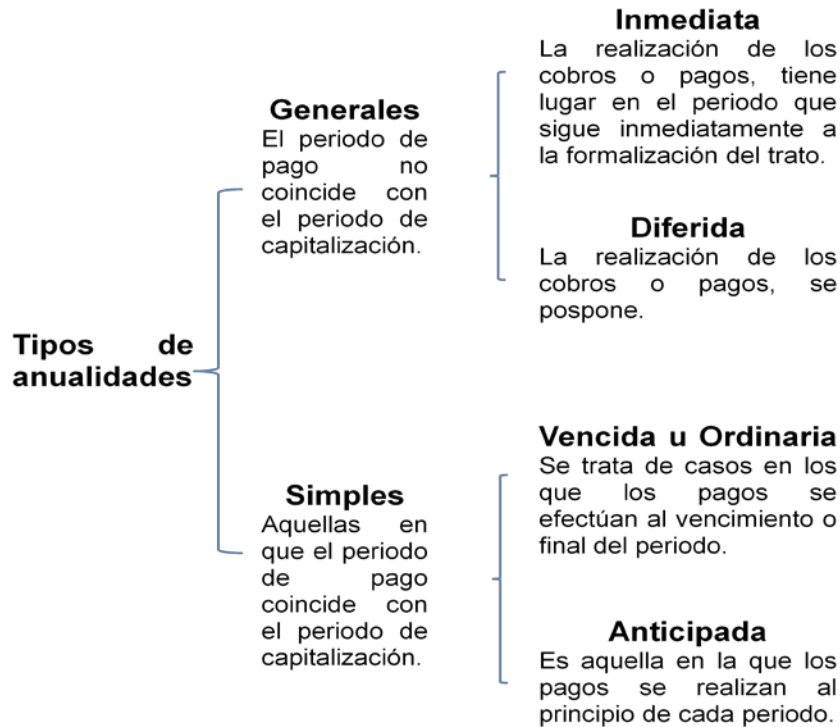 Tipos de
anualidades
Generales
El periodo de
pago no
coincide con
el periodo de
capitalización.
Inmediata
La realización de los
cobros o pagos, tiene
lugar en el periodo que
sigue inmediatamente a
la formalización del trato.
Diferida
La realización de los
cobros o pagos, se
pospone.
Simples
Aquellas en
que el periodo
de pago
coincide con
el periodo de
capitalización.
Vencida u Ordinaria
Se trata de casos en los
que los pagos se
efectúan al vencimiento o
final del periodo.
Anticipada
Es aquella en la que los
pagos se realizan al
principio de cada periodo.